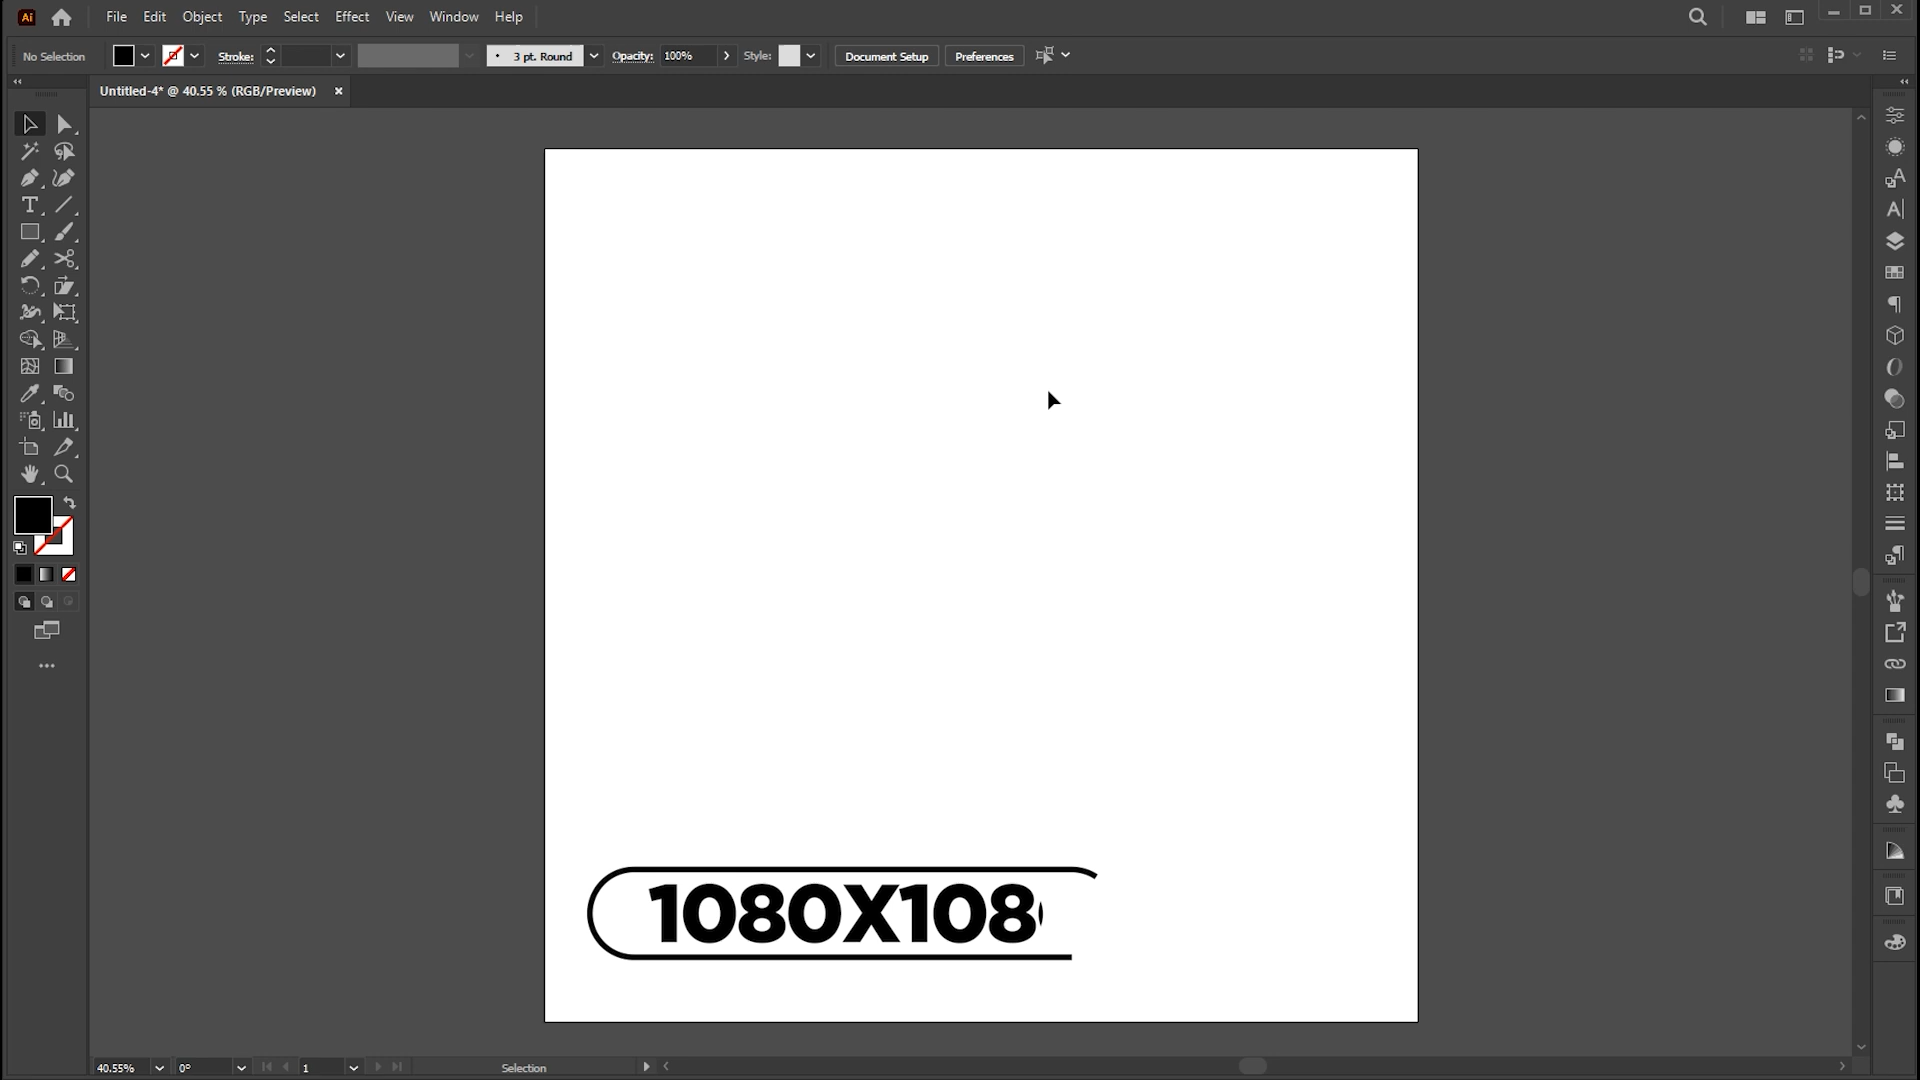 Ai File Edit Object Type Select Effect View Window Help
No Selection Stroke: 3 pt. Round Opacity: 100% Style: Document Setup Preferences
Untitled-4* @ 40.55 % (RGB/Preview)
1080X108
40.55% 0° 1 Selection